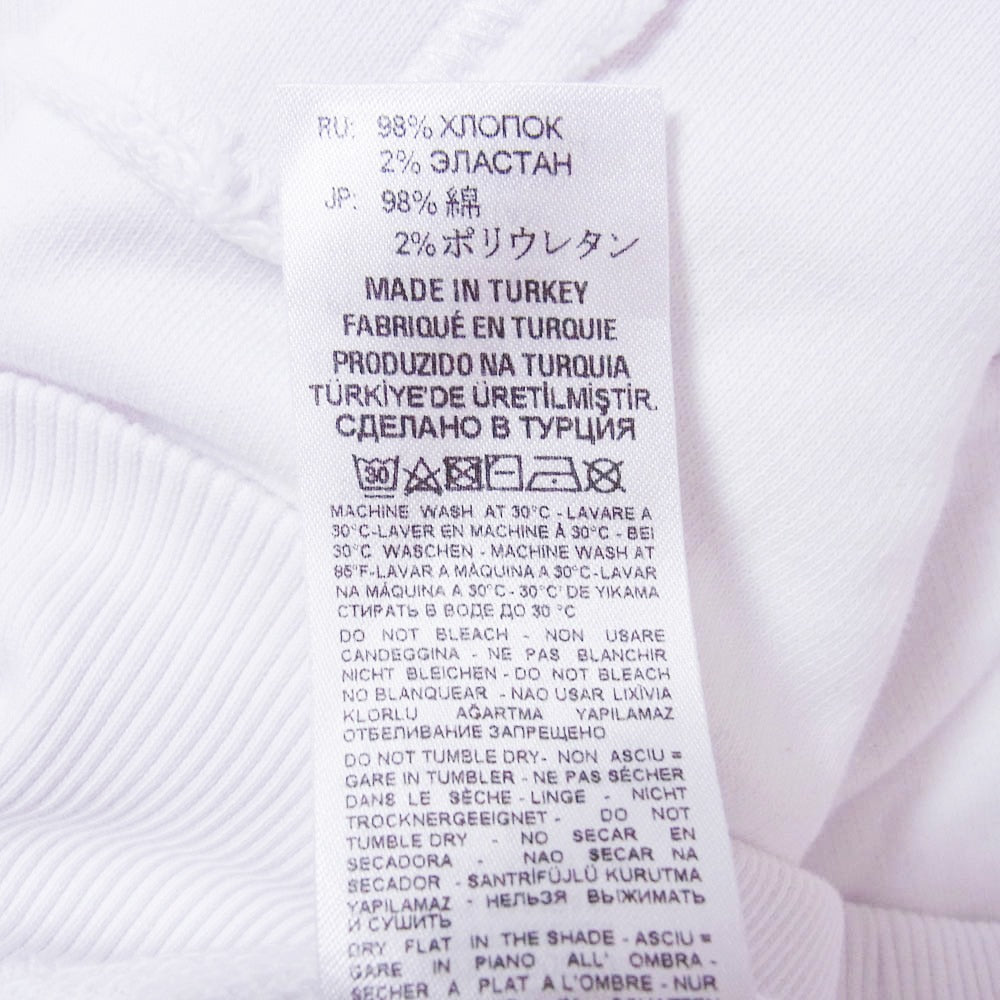 RU: 98% ХЛОПОК
2% ЭЛАСТАН
JP: 98% 綿
2% ポリウレタン
MADE IN TURKEY
FABRIQUÉ EN TURQUIE
PRODUZIDO NA TURQUIA
TÜRKİYE'DE ÜRETİLMİŞTİR.
СДЕЛАНО В ТУРЦИЯ
30
MACHINE WASH AT 30°C - LAVARE A
30°C-LAVER EN MACHINE À 30°C - BEI
30°C WASCHEN - MACHINE WASH AT
86°F-LAVAR A MÁQUINA A 30°C-LAVAR
NA MÁQUINA A 30°C- 30°C' DE YIKAMA
СТИРАТЬ В ВОДЕ ДО 30 °C
DO NOT BLEACH - NON USARE
CANDEGGINA - NE PAS BLANCHIR
NICHT BLEICHEN - DO NOT BLEACH
NO BLANQUEAR - NAO USAR LIXÍVIA
KLORLU AĞARTMA YAPILAMAZ
ОТБЕЛИВАНИЕ ЗАПРЕЩЕНО
DO NOT TUMBLE DRY- NON ASCIU =
GARE IN TUMBLER - NE PAS SÉCHER
DANS LE SÈCHE - LINGE - NICHT
TROCKNERGEEIGNET - DO NOT
TUMBLE DRY - NO SECAR EN
SECADORA - NAO SECAR NA
SECADOR - SANTRİFÜJLÜ KURUTMA
YAPILAMAZ - НЕЛЬЗЯ ВЫЖИМАТЬ
И СУШИТЬ
DRY FLAT IN THE SHADE - ASCIU =
GARE IN PIANO ALL' OMBRA -
SÉCHER A PLAT A L'OMBRE - NUR